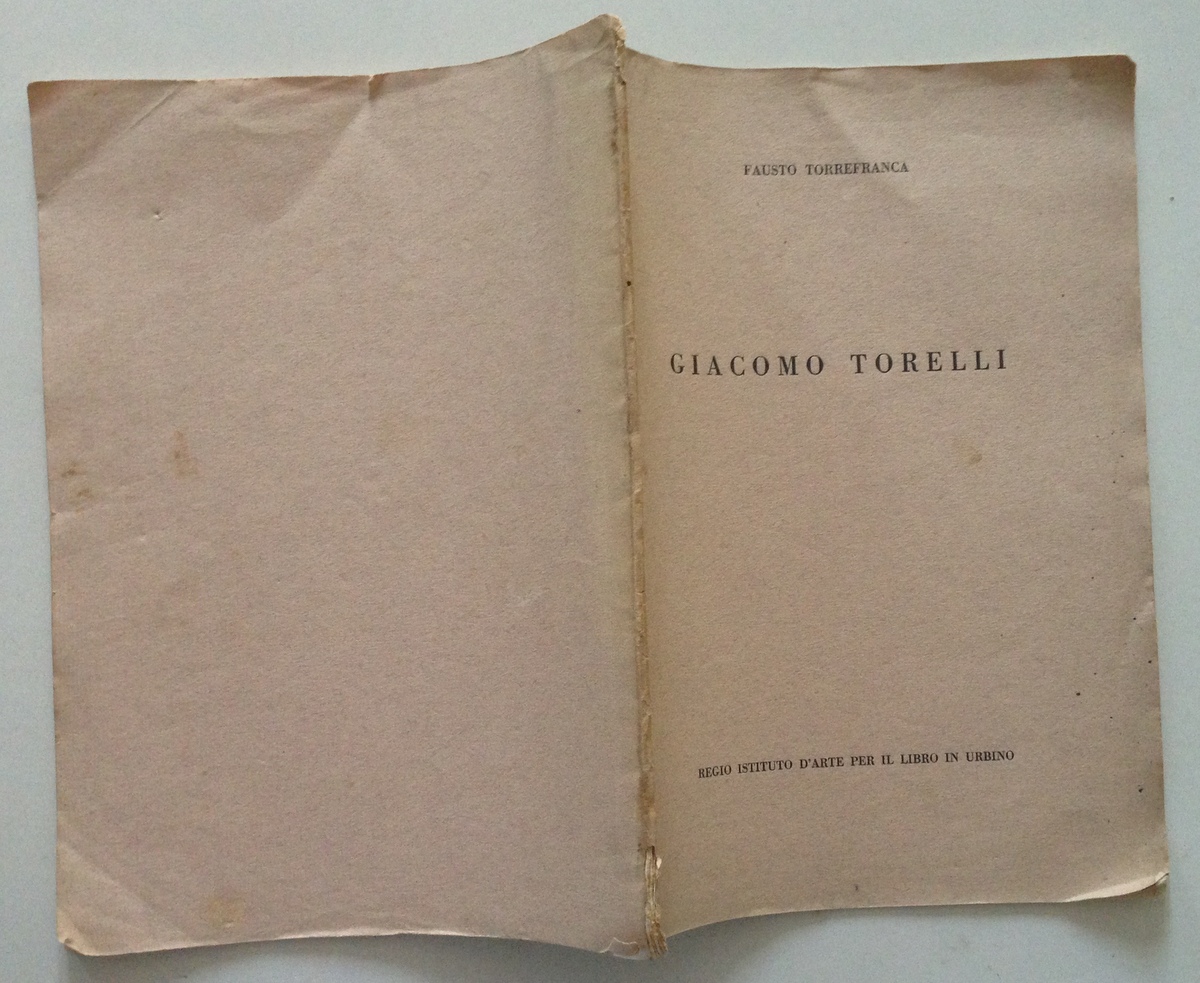 FAUSTO TORREFRANCA
GIACOMO TORELLI
REGIO ISTITUTO D'ARTE PER IL LIBRO IN URBINO